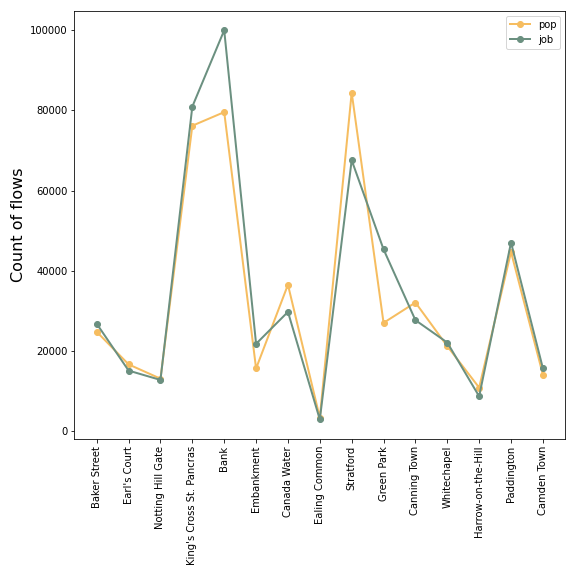 pop
job
Count of flows
100000
80000
60000
40000
20000
0
Baker Street
Earl's Court
Notting Hill Gate
King's Cross St. Pancras
Bank
Embankment
Canada Water
Ealing Common
Stratford
Green Park
Canning Town
Whitechapel
Harrow-on-the-Hill
Paddington
Camden Town